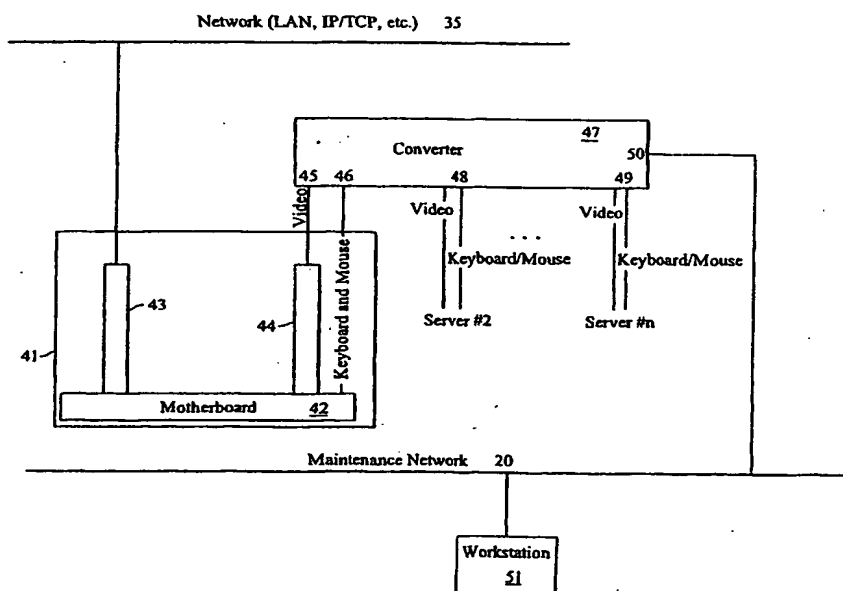 Network (LAN, IP/TCP, etc.) 35
47
Converter
50
45 46 48 49
Video
Keyboard and Mouse
Video
Video
. . .
Keyboard/Mouse
Keyboard/Mouse
Server #2
Server #n
43
44
41
Motherboard 42
Maintenance Network 20
Workstation
51